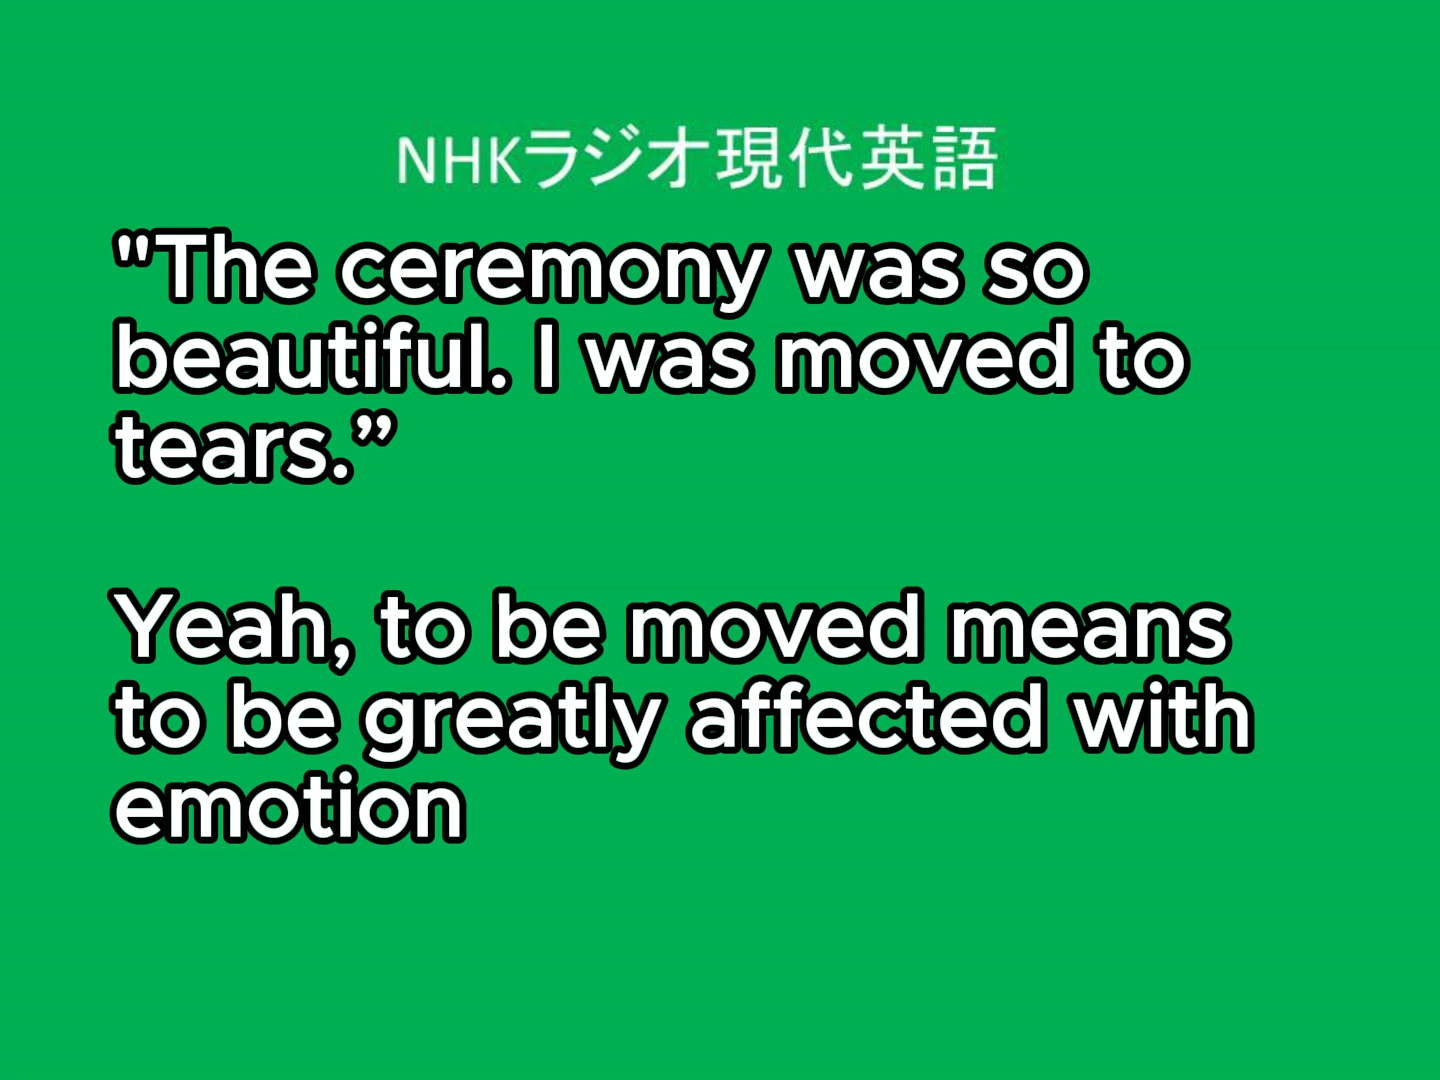 NHKラジオ現代英語
"The ceremony was so
beautiful. I was moved to
tears.”
Yeah, to be moved means
to be greatly affected with
emotion